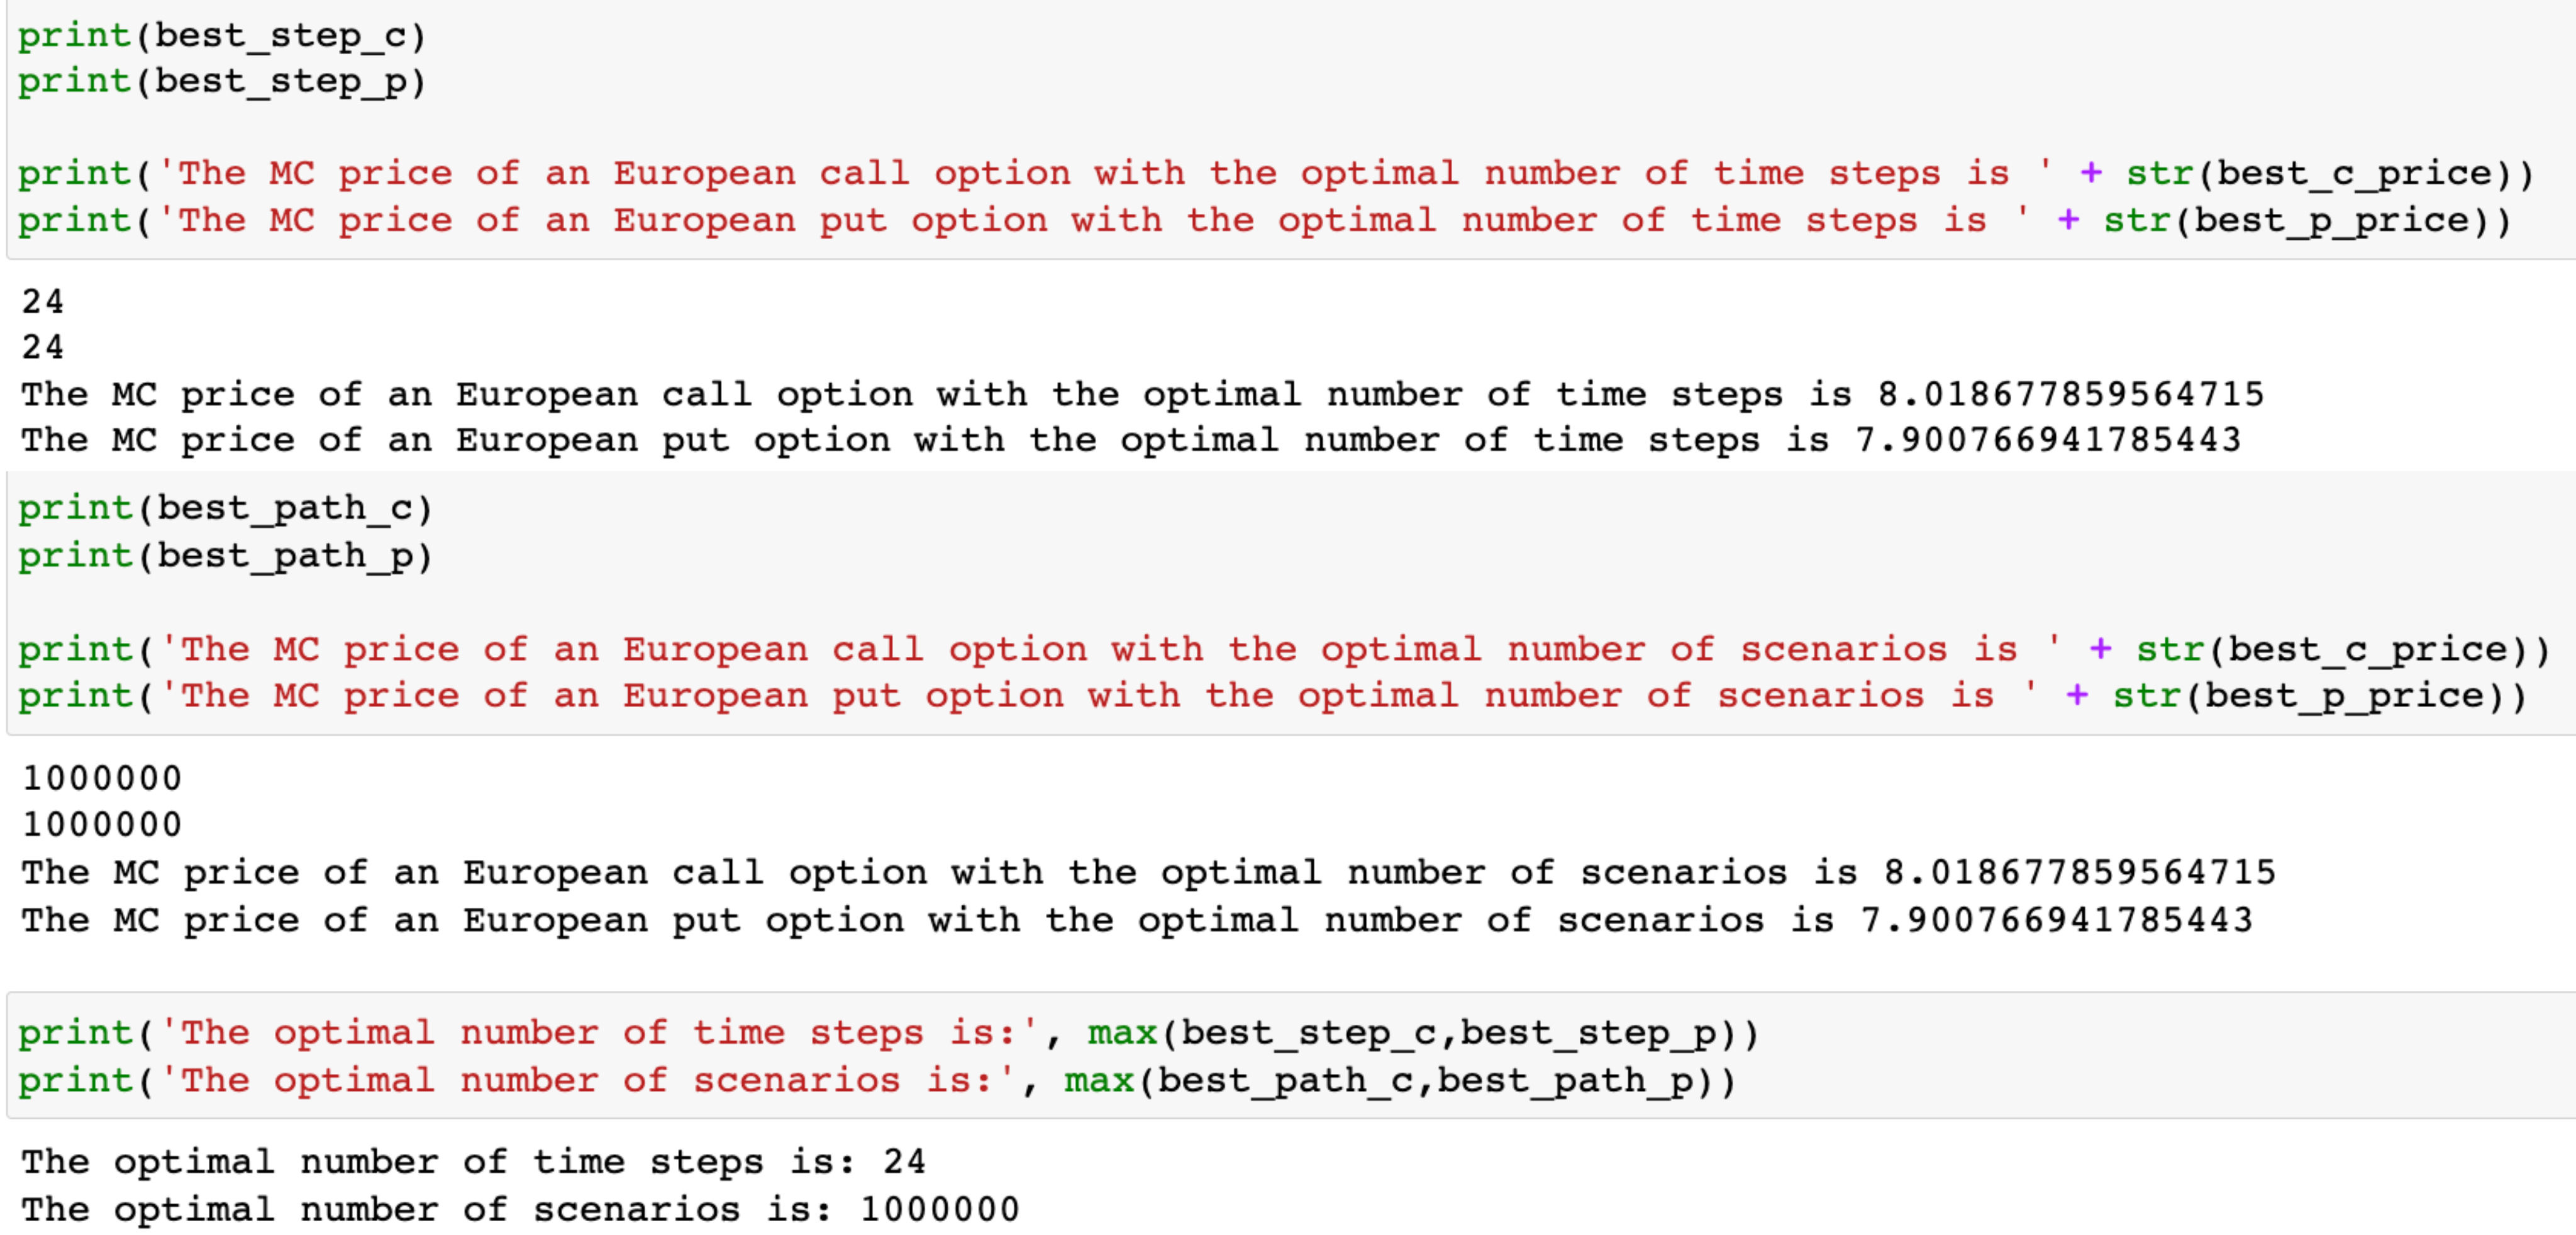 print(best_step_c)
print(best_step_p)
print('The MC price of an European call option with the optimal number of time steps is ' + str(best_c_price))
print('The MC price of an European put option with the optimal number of time steps is ' + str(best_p_price))
24
24
The MC price of an European call option with the optimal number of time steps is 8.018677859564715
The MC price of an European put option with the optimal number of time steps is 7.900766941785443
print(best_path_c)
print(best_path_p)
print('The MC price of an European call option with the optimal number of scenarios is ' + str(best_c_price))
print('The MC price of an European put option with the optimal number of scenarios is ' + str(best_p_price))
1000000
1000000
The MC price of an European call option with the optimal number of scenarios is 8.018677859564715
The MC price of an European put option with the optimal number of scenarios is 7.900766941785443
print('The optimal number of time steps is:', max(best_step_c,best_step_p))
print('The optimal number of scenarios is:', max(best_path_c,best_path_p))
The optimal number of time steps is: 24
The optimal number of scenarios is: 1000000